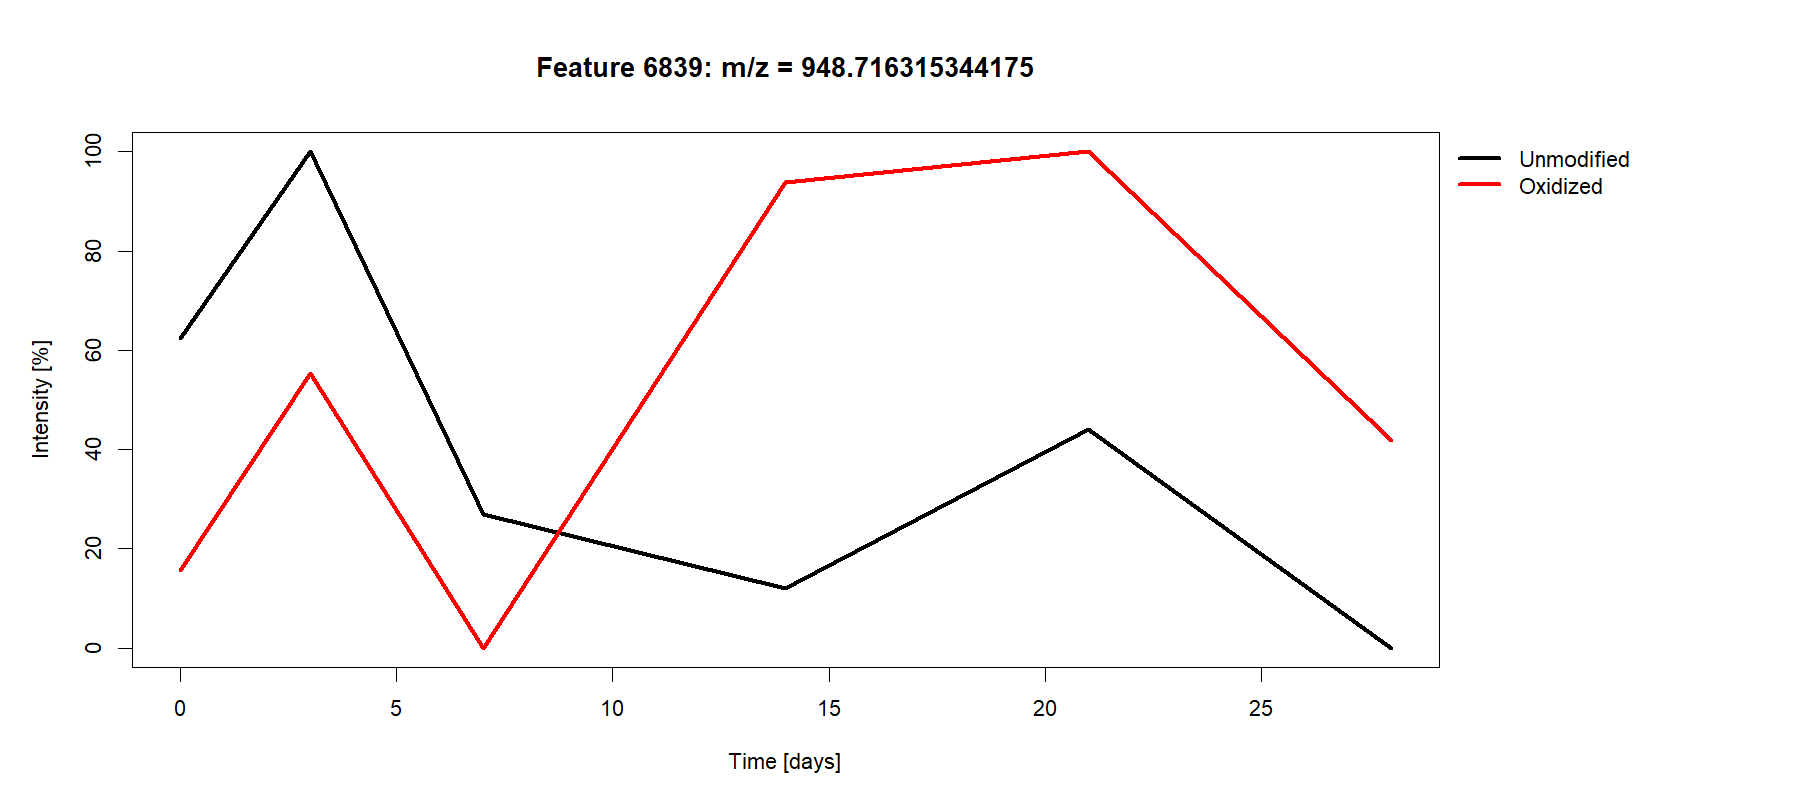 Feature 6839: m/z = 948.716315344175
Unmodified
Oxidized
Intensity [%]
100
80
60
40
20
0
0 5 10 15 20 25
Time [days]